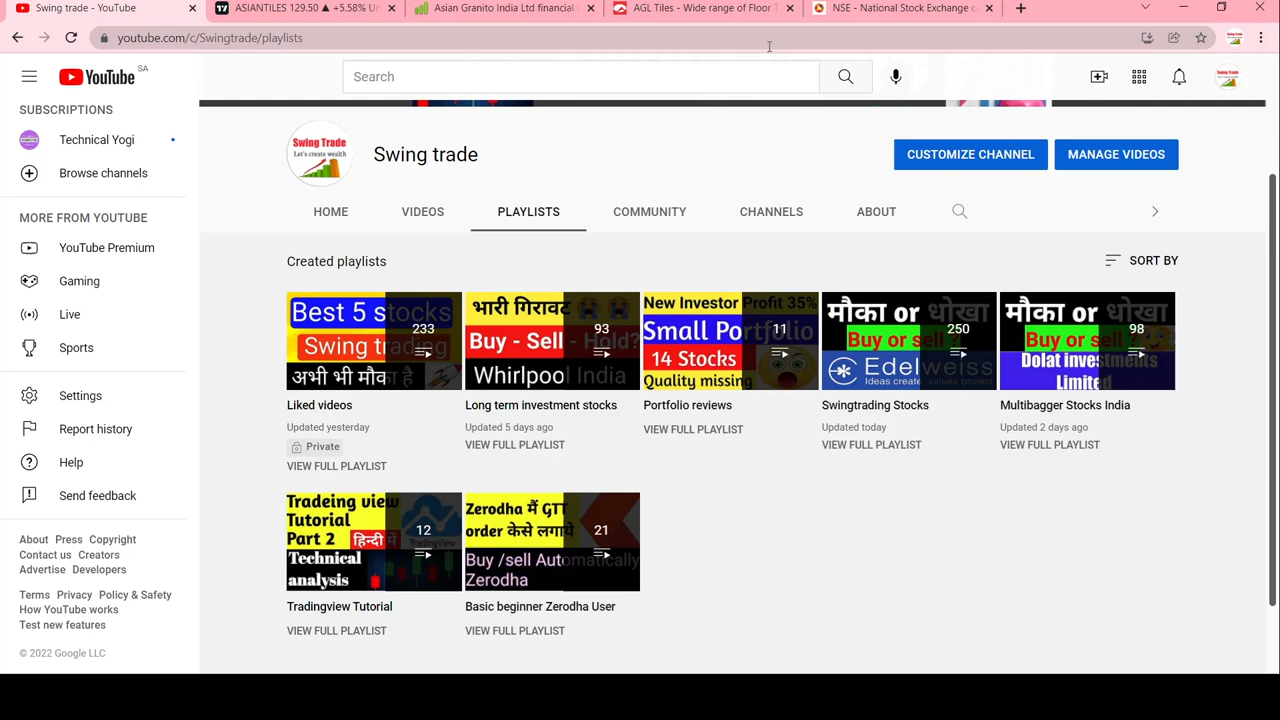 Swing trade - YouTube
ASIANTILES 129.50 ▲ +5.58% Un
Asian Granito India Ltd financial
AGL Tiles - Wide range of Floor T
NSE - National Stock Exchange o
youtube.com/c/Swingtrade/playlists
YouTube SA
Search
SUBSCRIPTIONS
Technical Yogi
Browse channels
MORE FROM YOUTUBE
YouTube Premium
Gaming
Live
Sports
Settings
Report history
Help
Send feedback
About Press Copyright
Contact us Creators
Advertise Developers
Terms Privacy Policy & Safety
How YouTube works
Test new features
© 2022 Google LLC
Swing Trade
Let's create wealth
Swing trade
CUSTOMIZE CHANNEL
MANAGE VIDEOS
HOME
VIDEOS
PLAYLISTS
COMMUNITY
CHANNELS
ABOUT
Created playlists
SORT BY
Best 5 stocks
Swing trading
अभी भी मौका है
233
Liked videos
Updated yesterday
Private
VIEW FULL PLAYLIST
भारी गिरावट
Buy - Sell - Hold?
Whirlpool India
93
Long term investment stocks
Updated 5 days ago
VIEW FULL PLAYLIST
New Investor Profit 35%
Small Portfolio
14 Stocks
Quality missing
11
Portfolio reviews
VIEW FULL PLAYLIST
मौका or धोखा
Buy or sell ?
Edelweiss
Ideas create, values protect
250
Swingtrading Stocks
Updated today
VIEW FULL PLAYLIST
मौका or धोखा
Buy or sell ?
Dolat investments
Limited
98
Multibagger Stocks India
Updated 2 days ago
VIEW FULL PLAYLIST
Tradeing view
Tutorial
Part 2 हिन्दी में
Technical
analysis
TradingView
12
Tradingview Tutorial
VIEW FULL PLAYLIST
Zerodha मैं GTT
order केसे लगाये
Buy /sell Automatically
Zerodha
21
Basic beginner Zerodha User
VIEW FULL PLAYLIST